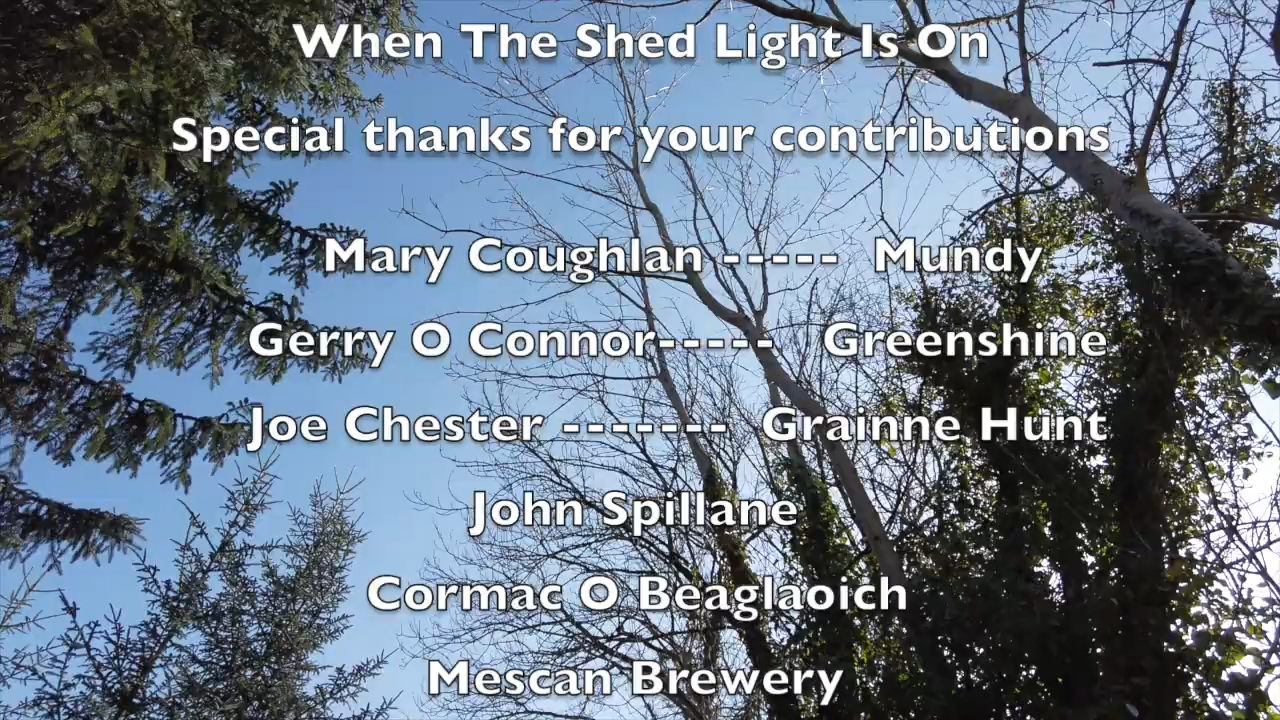 When The Shed Light Is On
Special thanks for your contributions
Mary Coughlan ----- Mundy
Gerry O Connor----- Greenshine
Joe Chester ------- Grainne Hunt
John Spillane
Cormac O Beaglaoich
Mescan Brewery